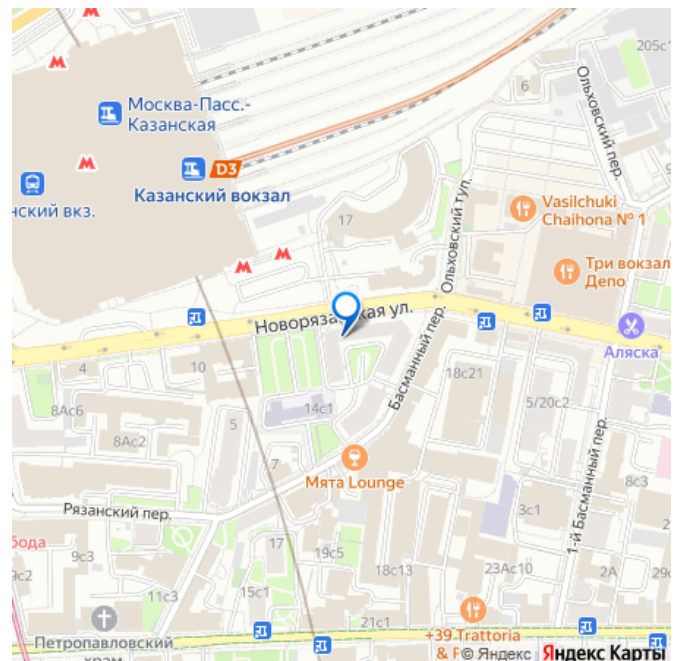 205с1
Ольховский пер.
6
Москва-Пасс.-
Казанская
D3
Казанский вокзал
нский вкз.
17
Ольховский туп.
Vasilchuki
Chaihona № 1
Три вокзал
Депо
Новорязанская ул.
Аляска
4
10
Басманный пер.
18с21
8Ас6
14с1
5/20с2
8Ас2
5
7
Мята Lounge
1-й Басманный пер.
8с3
Рязанский пер.
3с1
бода
9с3
9с2
17
19с5
18с13
23Ас10
2А
29с
15с1
11с3
21с1
Петропавловский
храм
+39 Trattoria
& P
© Яндекс Яндекс Карты